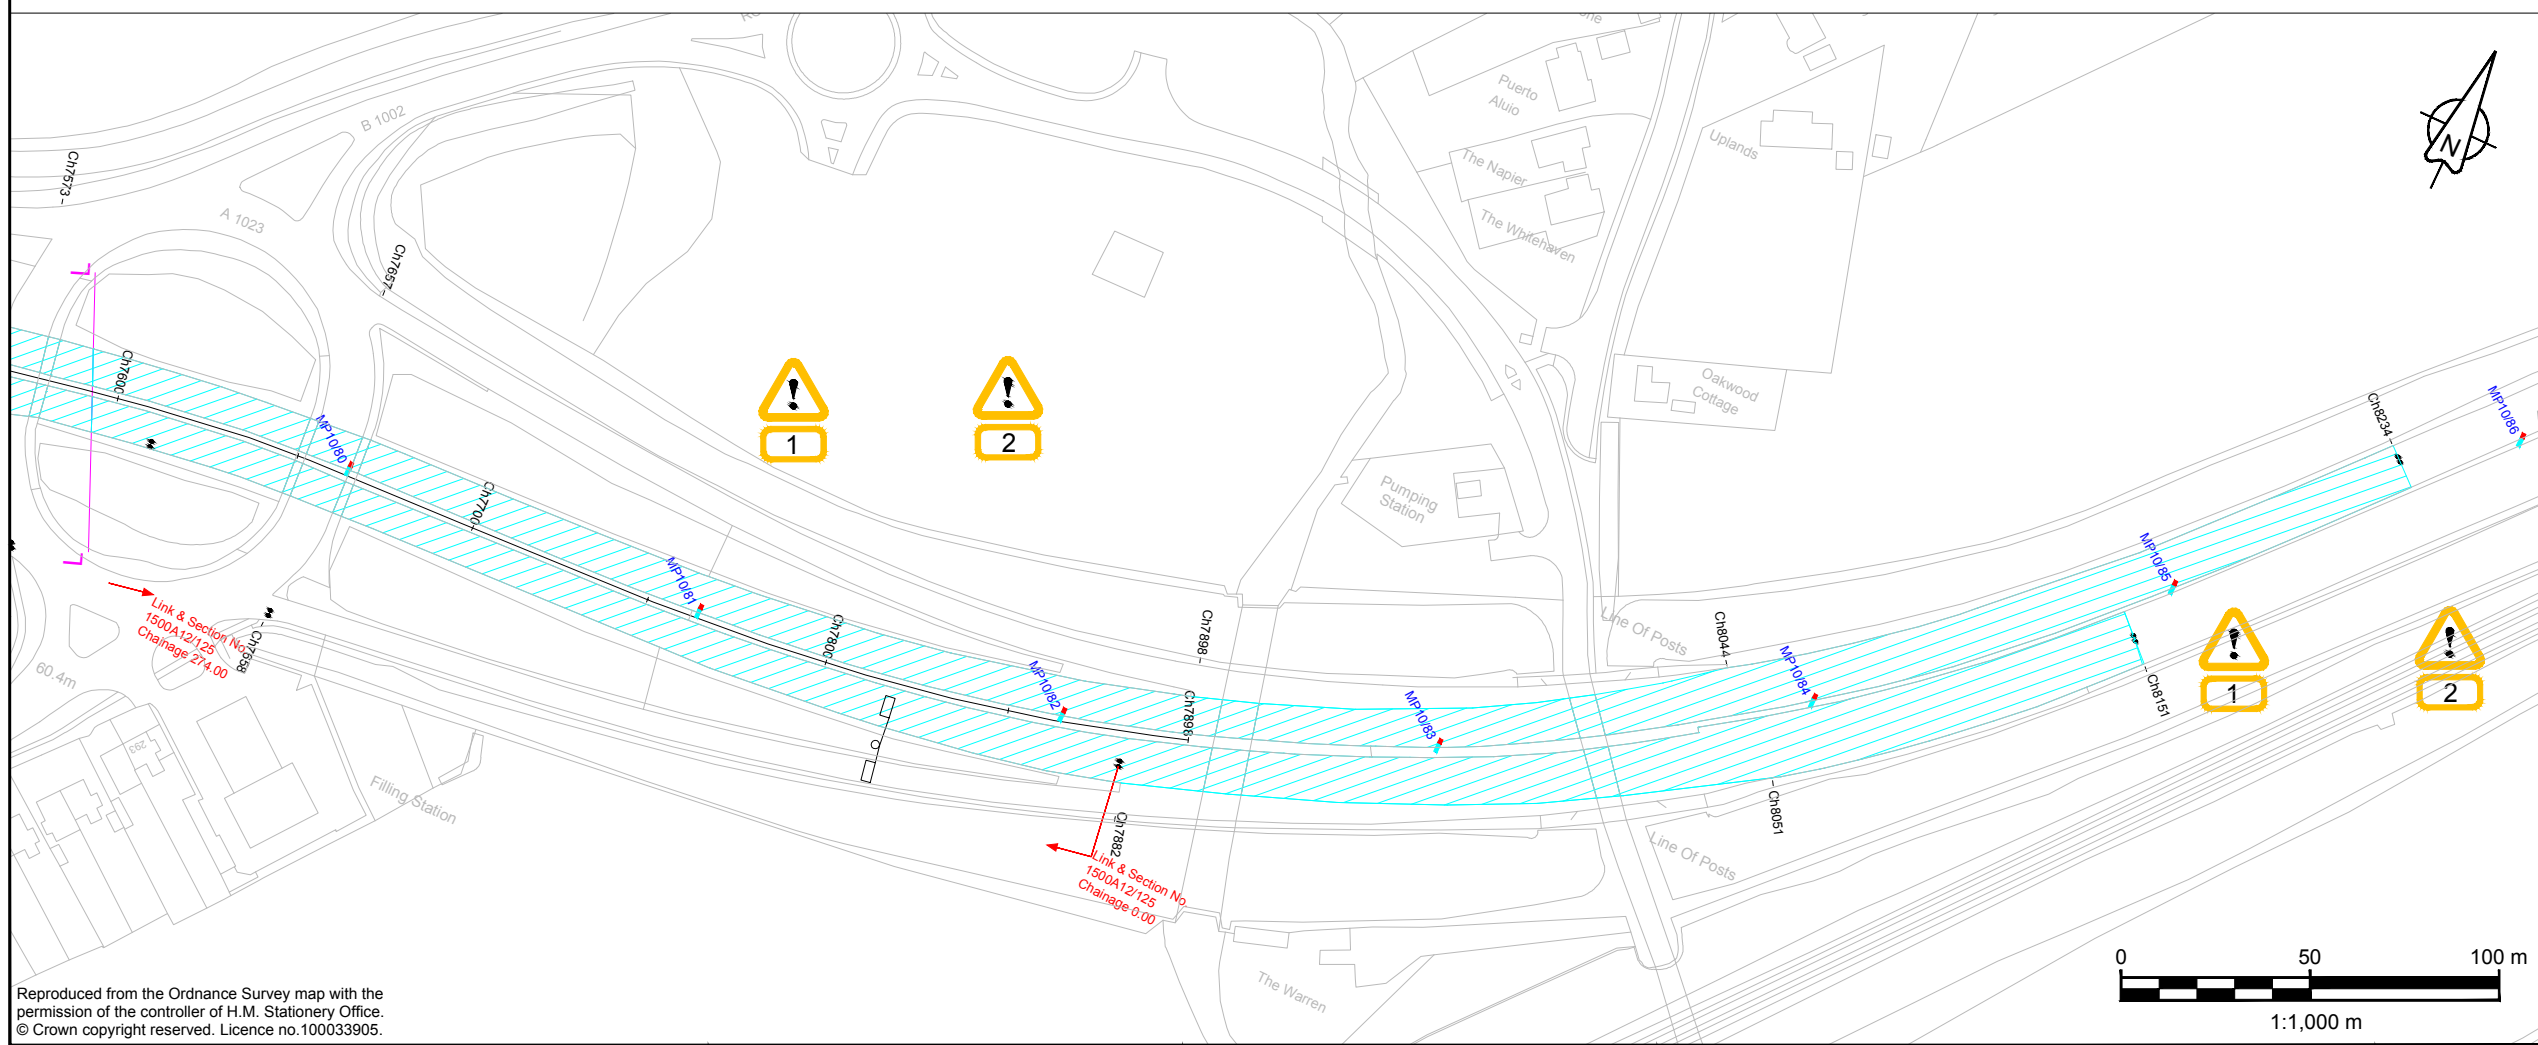 B 1002
A 1023
Ch7573
Ch7657
Puerto
Aluio
The Napier
The Whitehaven
Uplands
N
Ch7600
MP10/80
Ch7700
1
2
Oakwood
Cottage
Pumping
Station
Ch8234
MP10/86
MP10/81
MP10/85
Link & Section No
1500A12/125
Chainage 274.00
Ch7658
60.4m
293
Filling Station
Ch7800
MP10/82
Ch7898
Ch7898
MP10/83
Line Of Posts
Ch8044
MP10/84
Ch8151
1
2
Ch8051
Line Of Posts
Ch7882
Link & Section No
1500A12/125
Chainage 0.00
The Warren
0 50 100 m
1:1,000 m
Reproduced from the Ordnance Survey map with the
permission of the controller of H.M. Stationery Office.
© Crown copyright reserved. Licence no.100033905.